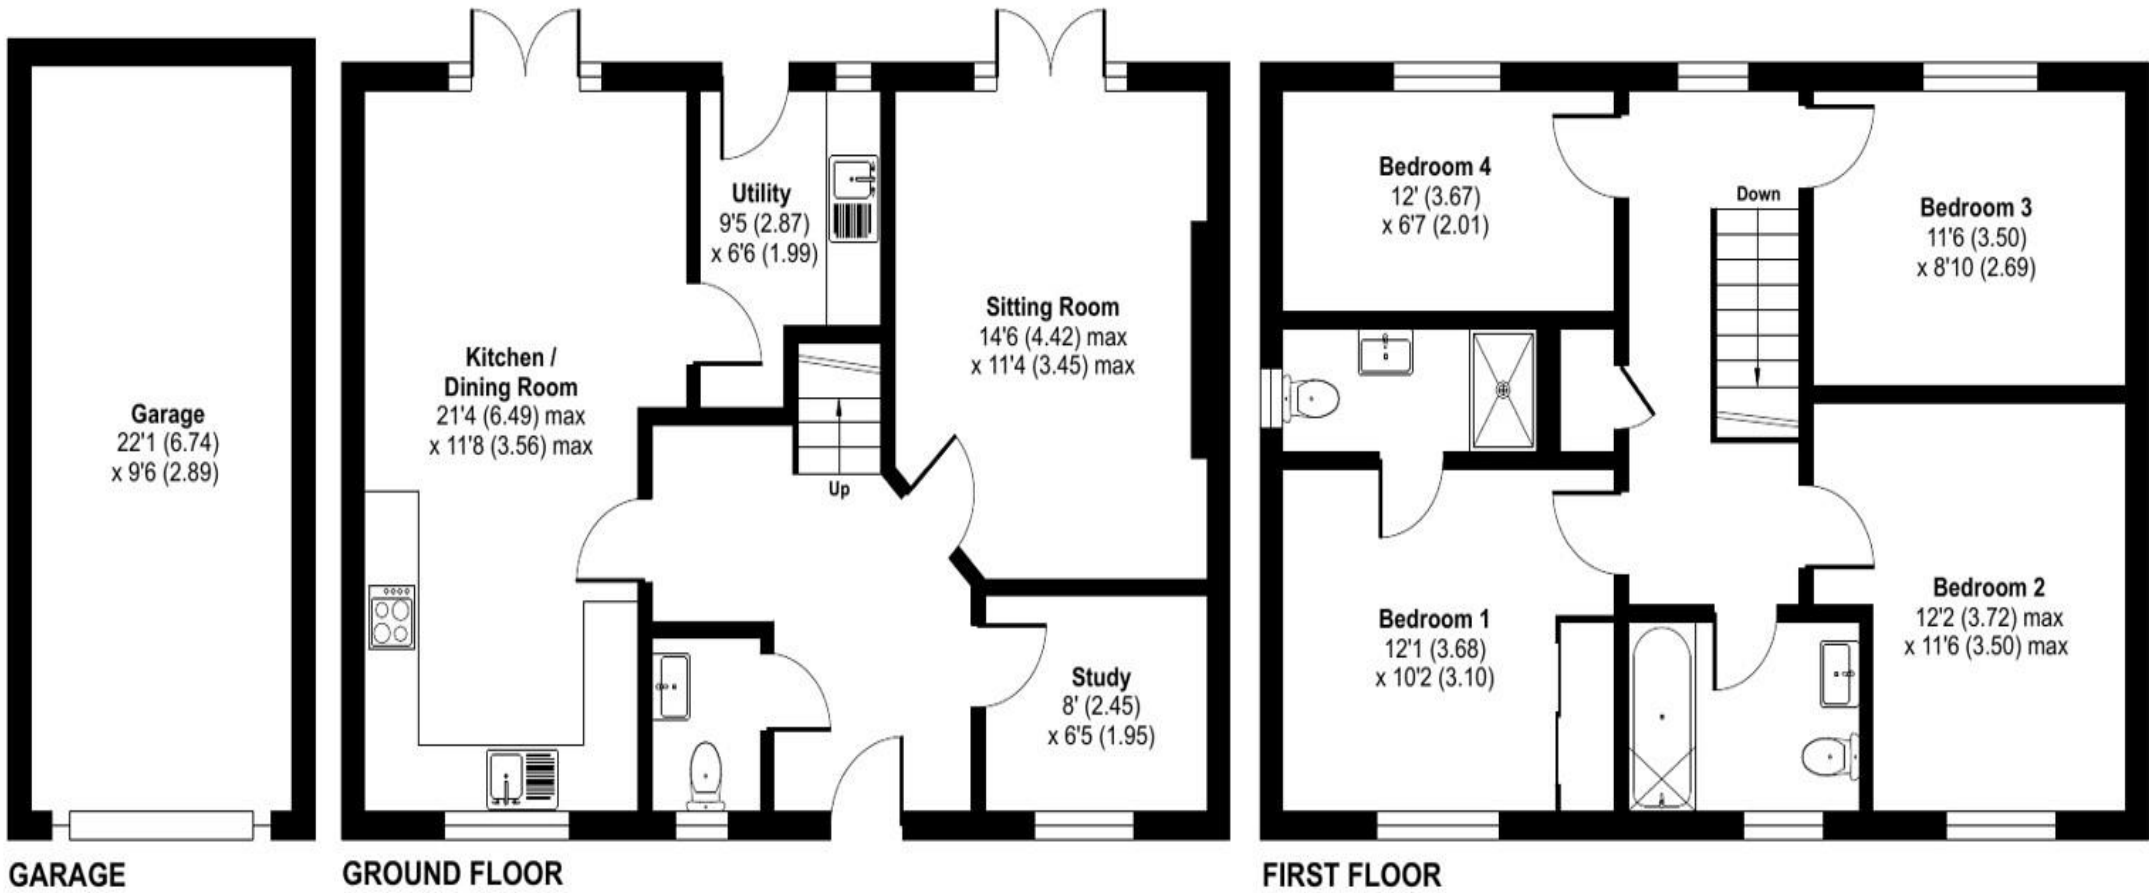 Garage
22'1 (6.74)
x 9'6 (2.89)
GARAGE
Kitchen /
Dining Room
21'4 (6.49) max
x 11'8 (3.56) max
Utility
9'5 (2.87)
x 6'6 (1.99)
Sitting Room
14'6 (4.42) max
x 11'4 (3.45) max
Up
Study
8' (2.45)
x 6'5 (1.95)
GROUND FLOOR
Bedroom 4
12' (3.67)
x 6'7 (2.01)
Down
Bedroom 3
11'6 (3.50)
x 8'10 (2.69)
Bedroom 1
12'1 (3.68)
x 10'2 (3.10)
Bedroom 2
12'2 (3.72) max
x 11'6 (3.50) max
FIRST FLOOR